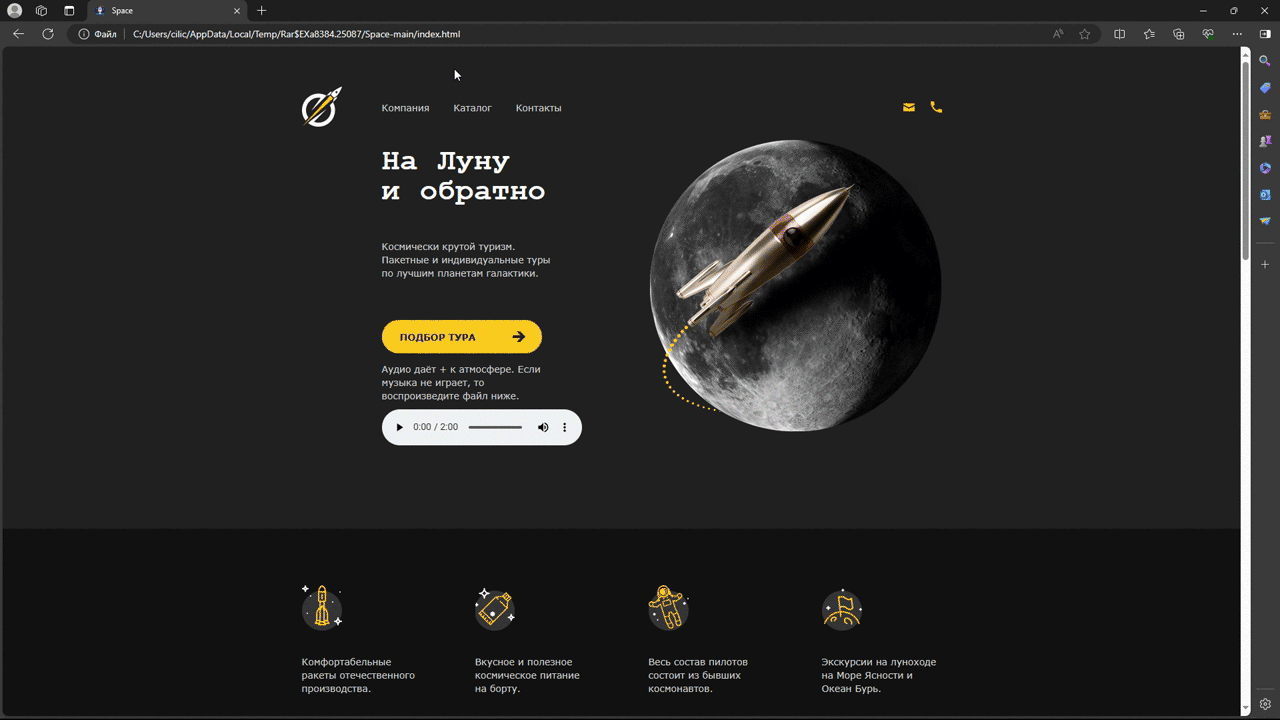 Space
Файл
C:/Users/cilic/AppData/Local/Temp/Rar$EXa8384.25087/Space-main/index.html
Компания Каталог Контакты
На Луну
и обратно
Космически крутой туризм.
Пакетные и индивидуальные туры
по лучшим планетам галактики.
ПОДБОР ТУРА
Аудио даёт + к атмосфере. Если
музыка не играет, то
воспроизведите файл ниже.
0:00 / 2:00
Комфортабельные
ракеты отечественного
производства.
Вкусное и полезное
космическое питание
на борту.
Весь состав пилотов
состоит из бывших
космонавтов.
Экскурсии на луноходе
на Море Ясности и
Океан Бурь.